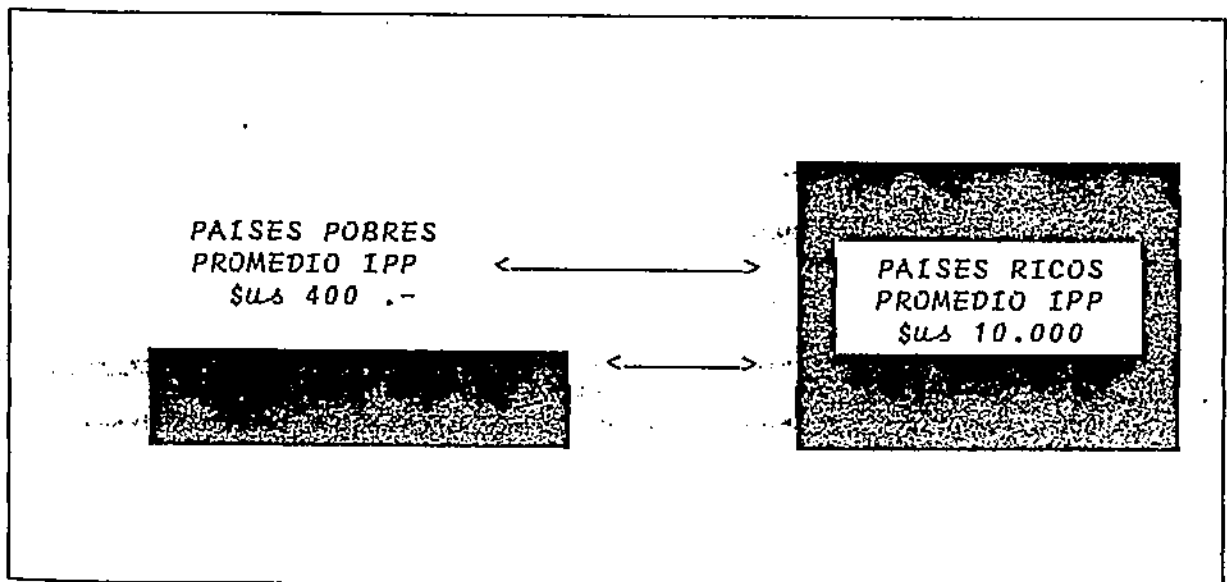 PAISES POBRES
PROMEDIO IPP
$us 400 .-
PAISES RICOS
PROMEDIO IPP
$us 10.000